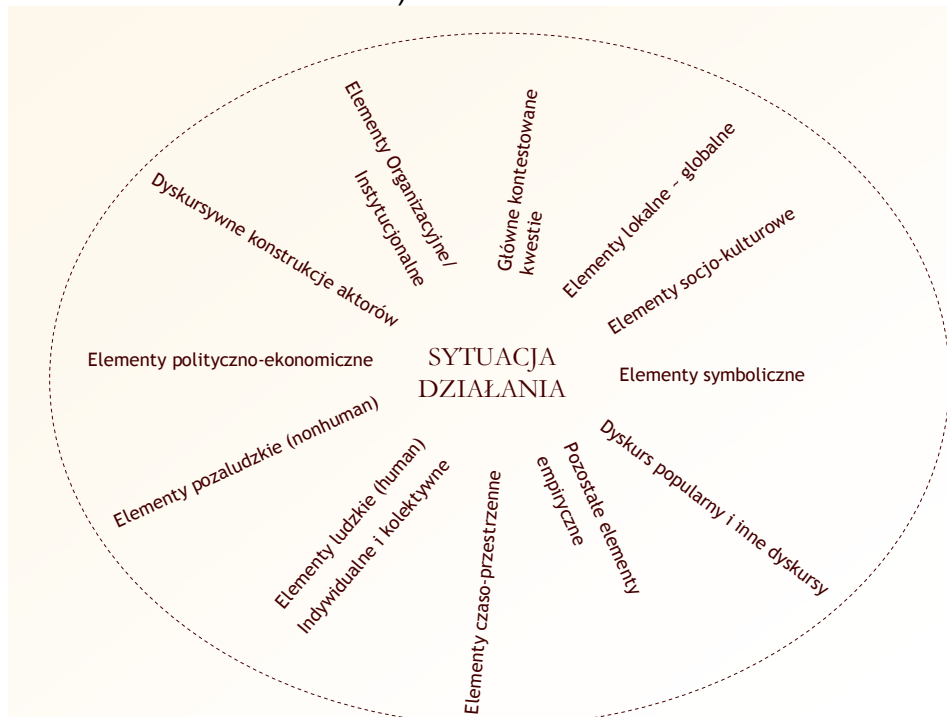 Elementy Organizacyjne/
Instytucjonalne
Główne kontestowane
kwestie
Elementy lokalne – globalne
Elementy socjo-kulturowe
Dyskursywne konstrukcje aktorów
Elementy polityczno-ekonomiczne
SYTUACJA
DZIAŁANIA
Elementy symboliczne
Elementy pozaludzkie (nonhuman)
Elementy ludzkie (human)
Indywidualne i kolektywne
Elementy czaso-przestrzenne
Pozostałe elementy
empiryczne
Dyskurs popularny i inne dyskursy